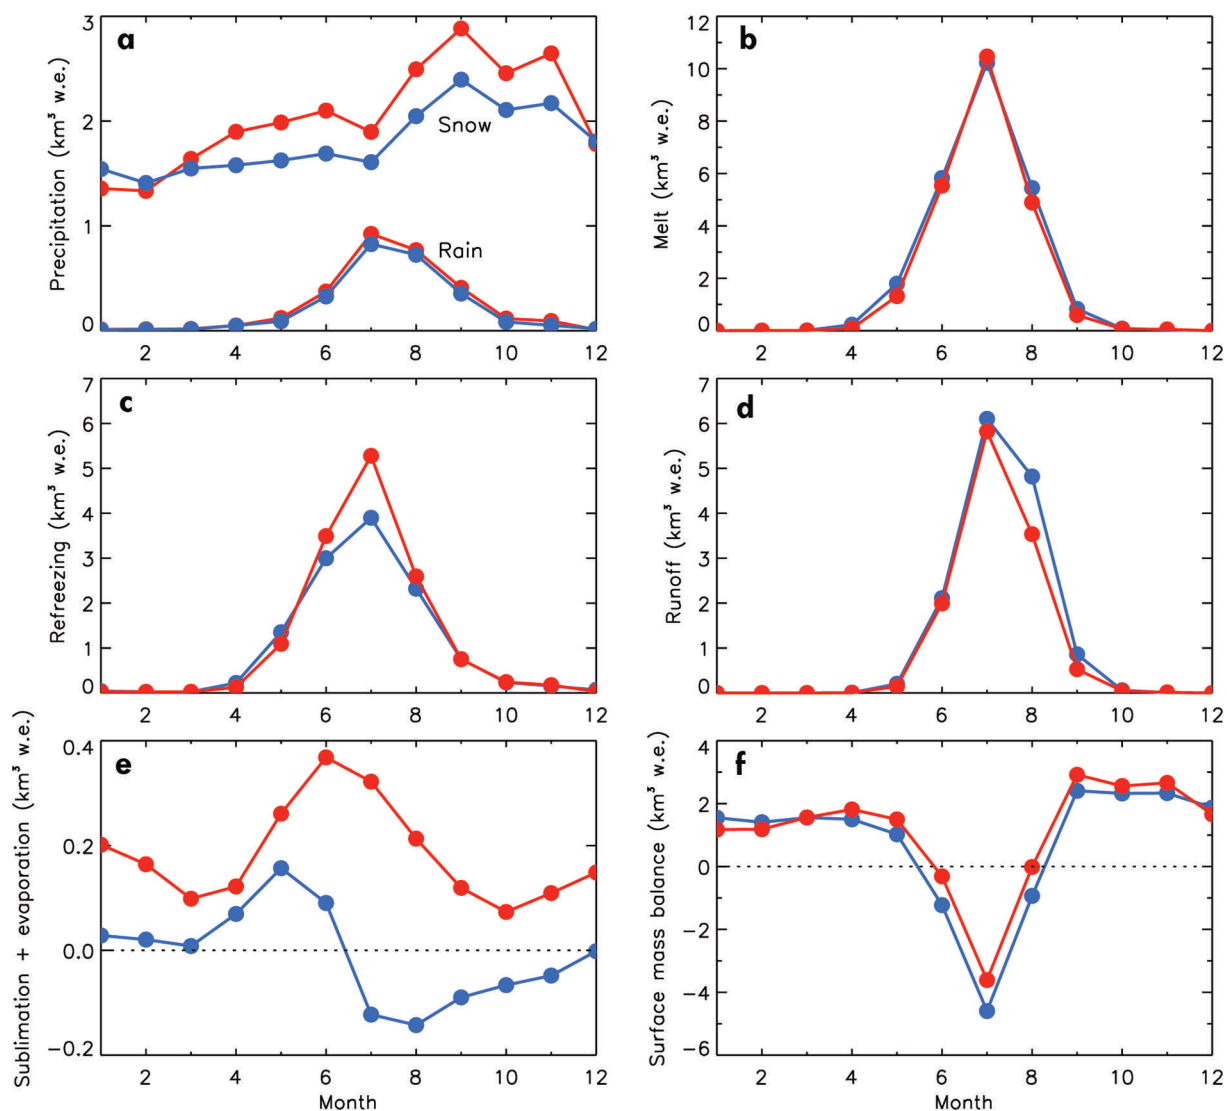 a
Precipitation (km³ w.e.)
3
2
1
0
Snow
Rain
2 4 6 8 10 12
b
Melt (km³ w.e.)
12
10
8
6
4
2
0
2 4 6 8 10 12
c
Refreezing (km³ w.e.)
7
6
5
4
3
2
1
0
2 4 6 8 10 12
d
Runoff (km³ w.e.)
7
6
5
4
3
2
1
0
2 4 6 8 10 12
e
Sublimation + evaporation (km³ w.e.)
0.4
0.2
0.0
−0.2
2 4 6 8 10 12
Month
f
Surface mass balance (km³ w.e.)
4
2
0
−2
−4
−6
2 4 6 8 10 12
Month